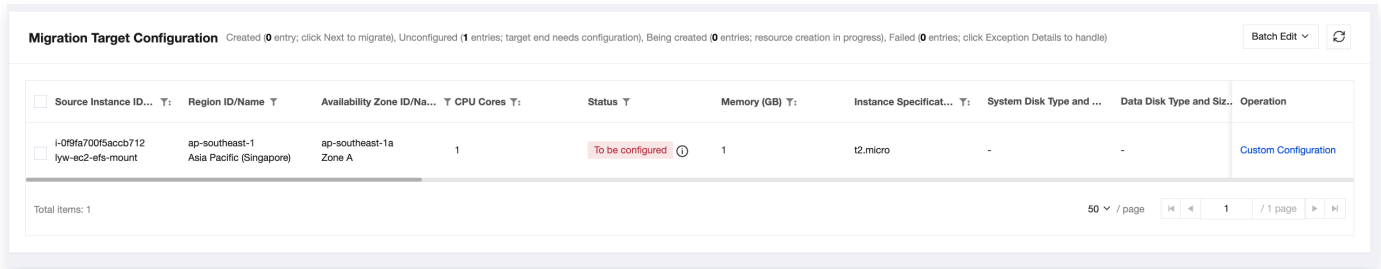 Migration Target Configuration Created (0 entry; click Next to migrate), Unconfigured (1 entries; target end needs configuration), Being created (0 entries; resource creation in progress), Failed (0 entries; click Exception Details to handle) Batch Edit
Source Instance ID... Region ID/Name Availability Zone ID/Na... CPU Cores Status Memory (GB) Instance Specificat... System Disk Type and ... Data Disk Type and Siz.. Operation
i-0f9fa700f5accb712 ap-southeast-1 ap-southeast-1a
lyw-ec2-efs-mount Asia Pacific (Singapore) Zone A 1 To be configured 1 t2.micro - - Custom Configuration
Total items: 1 50 / page 1 / 1 page